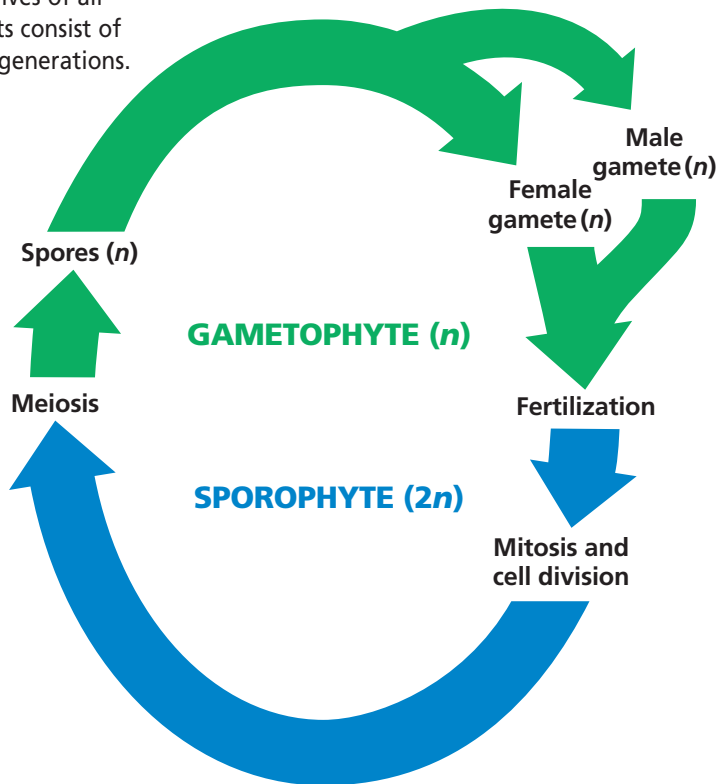 ts consist of
generations.
Male
gamete (n)
Female
gamete (n)
Spores (n)
GAMETOPHYTE (n)
Meiosis
Fertilization
SPOROPHYTE (2n)
Mitosis and
cell division